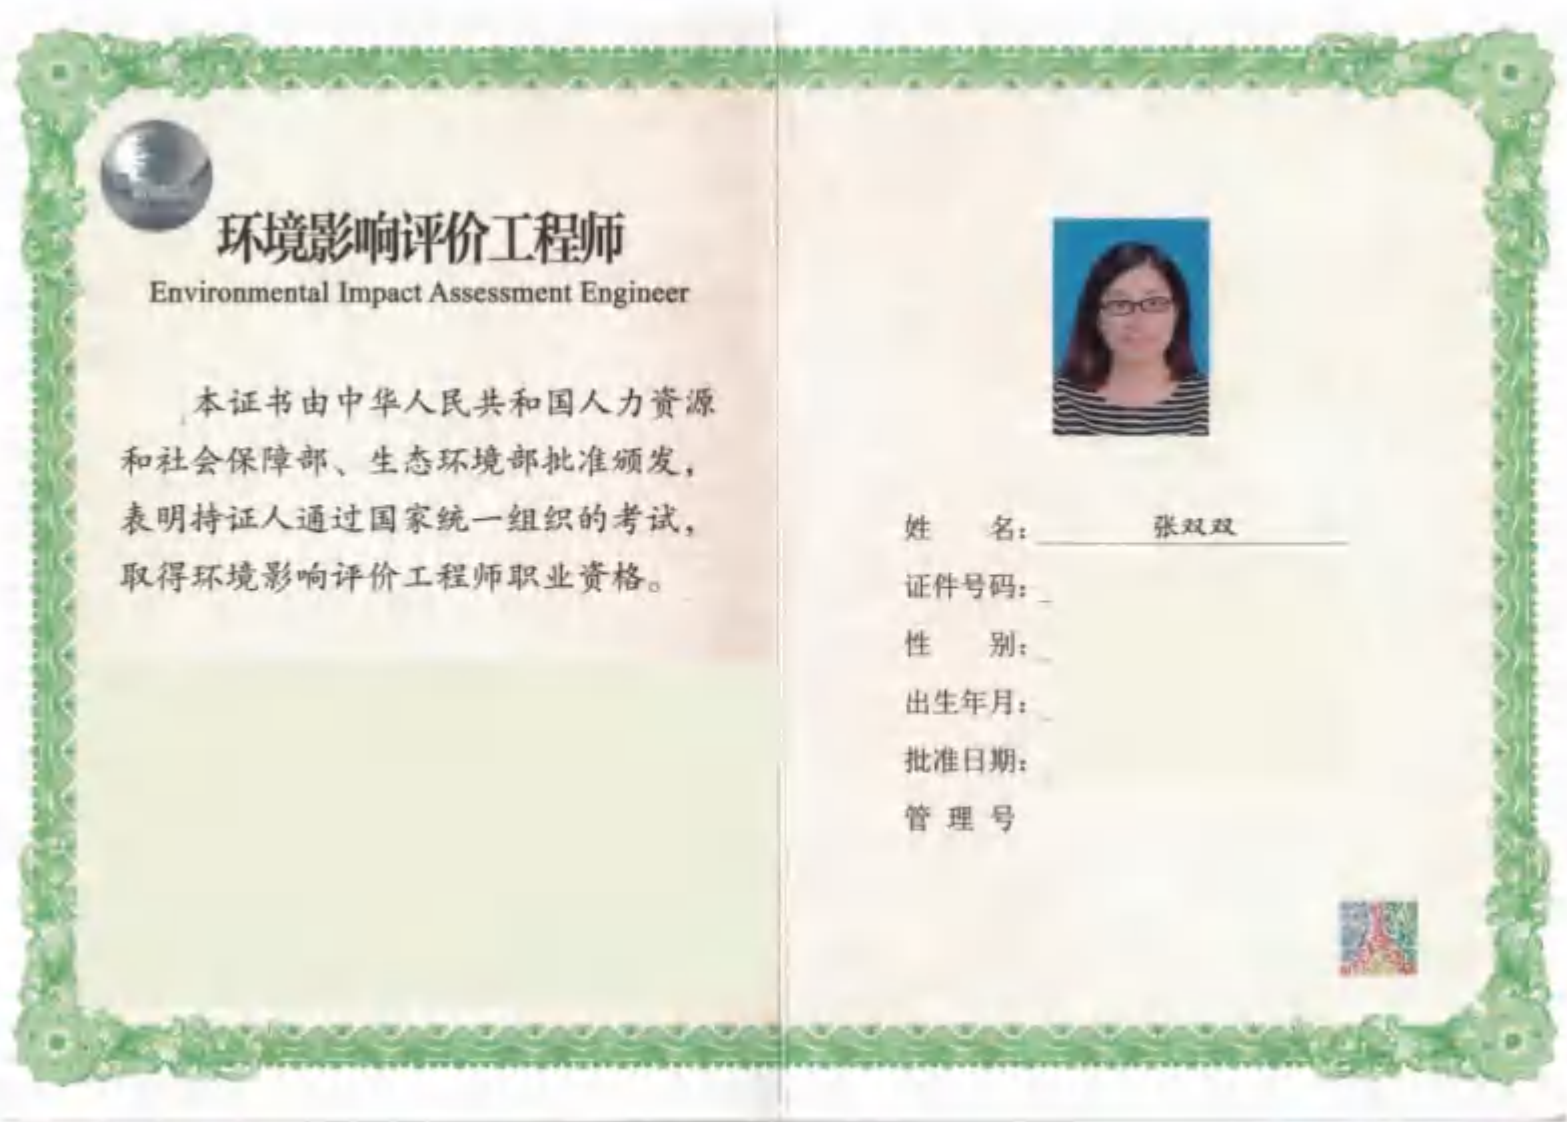 环境影响评价工程师
Environmental Impact Assessment Engineer
本证书由中华人民共和国人力资源
和社会保障部、生态环境部批准颁发，
表明持证人通过国家统一组织的考试，
取得环境影响评价工程师职业资格。
姓 名：张双双
证件号码：
性 别：
出生年月：
批准日期：
管 理 号